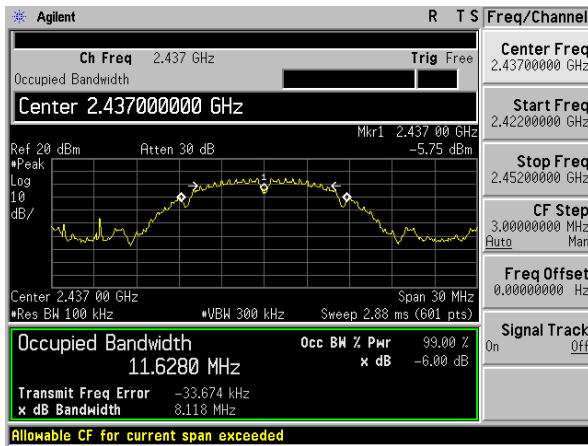 Agilent R T S Freq/Channel
Ch Freq 2.437 GHz Trig Free
Occupied Bandwidth
Center 2.437000000 GHz
Mkr1 2.437 00 GHz
Ref 20 dBm Atten 30 dB -5.75 dBm
#Peak
Log
10
dB/
1
Center 2.437 00 GHz Span 30 MHz
#Res BW 100 kHz #VBW 300 kHz Sweep 2.88 ms (601 pts)
Occupied Bandwidth Occ BW % Pwr 99.00 %
11.6280 MHz x dB -6.00 dB
Transmit Freq Error -33.674 kHz
x dB Bandwidth 8.118 MHz
Allowable CF for current span exceeded
Center Freq
2.43700000 GHz
Start Freq
2.42200000 GHz
Stop Freq
2.45200000 GHz
CF Step
3.00000000 MHz
Auto Man
Freq Offset
0.00000000 Hz
Signal Track
On Off